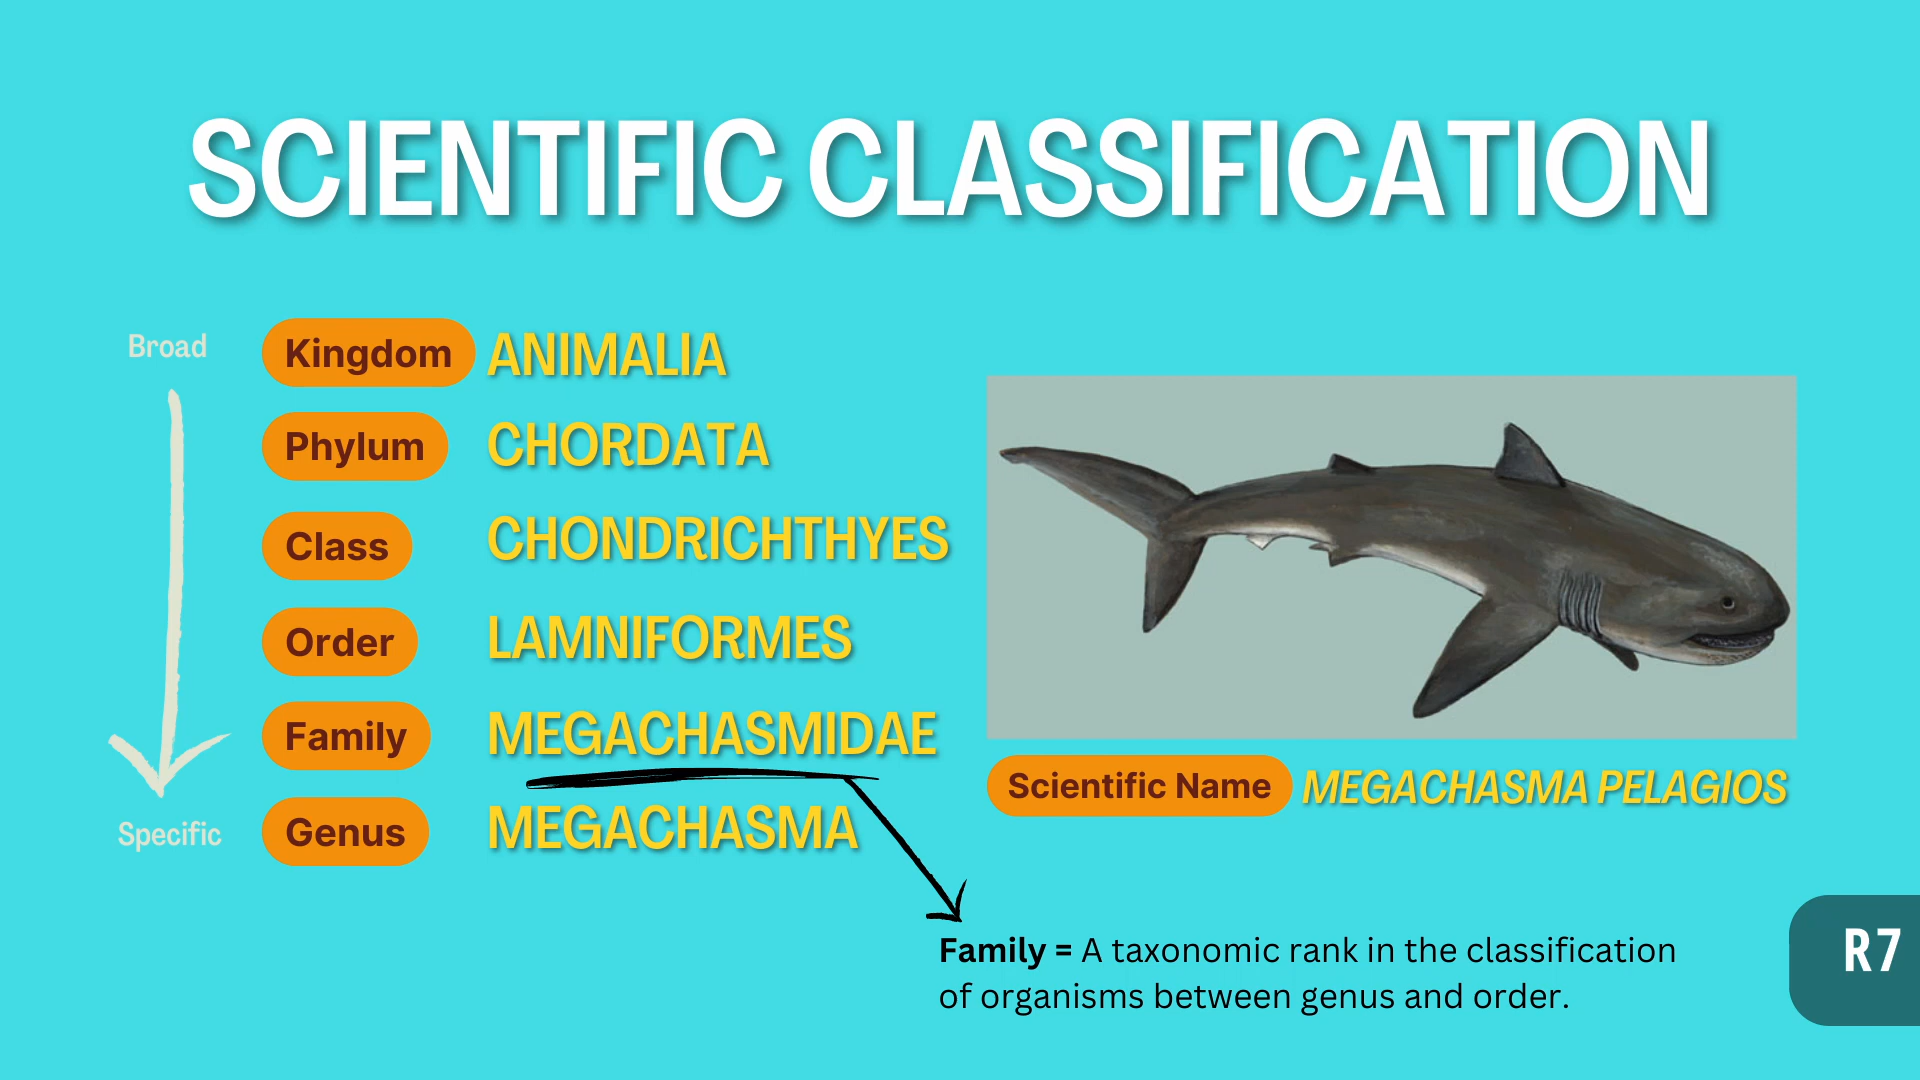 SCIENTIFIC CLASSIFICATION
Broad
Kingdom ANIMALIA
Phylum CHORDATA
Class CHONDRICHTHYES
Order LAMNIFORMES
Family MEGACHASMIDAE
Genus MEGACHASMA
Specific
Scientific Name MEGACHASMA PELAGIOS
Family = A taxonomic rank in the classification
of organisms between genus and order.
R7